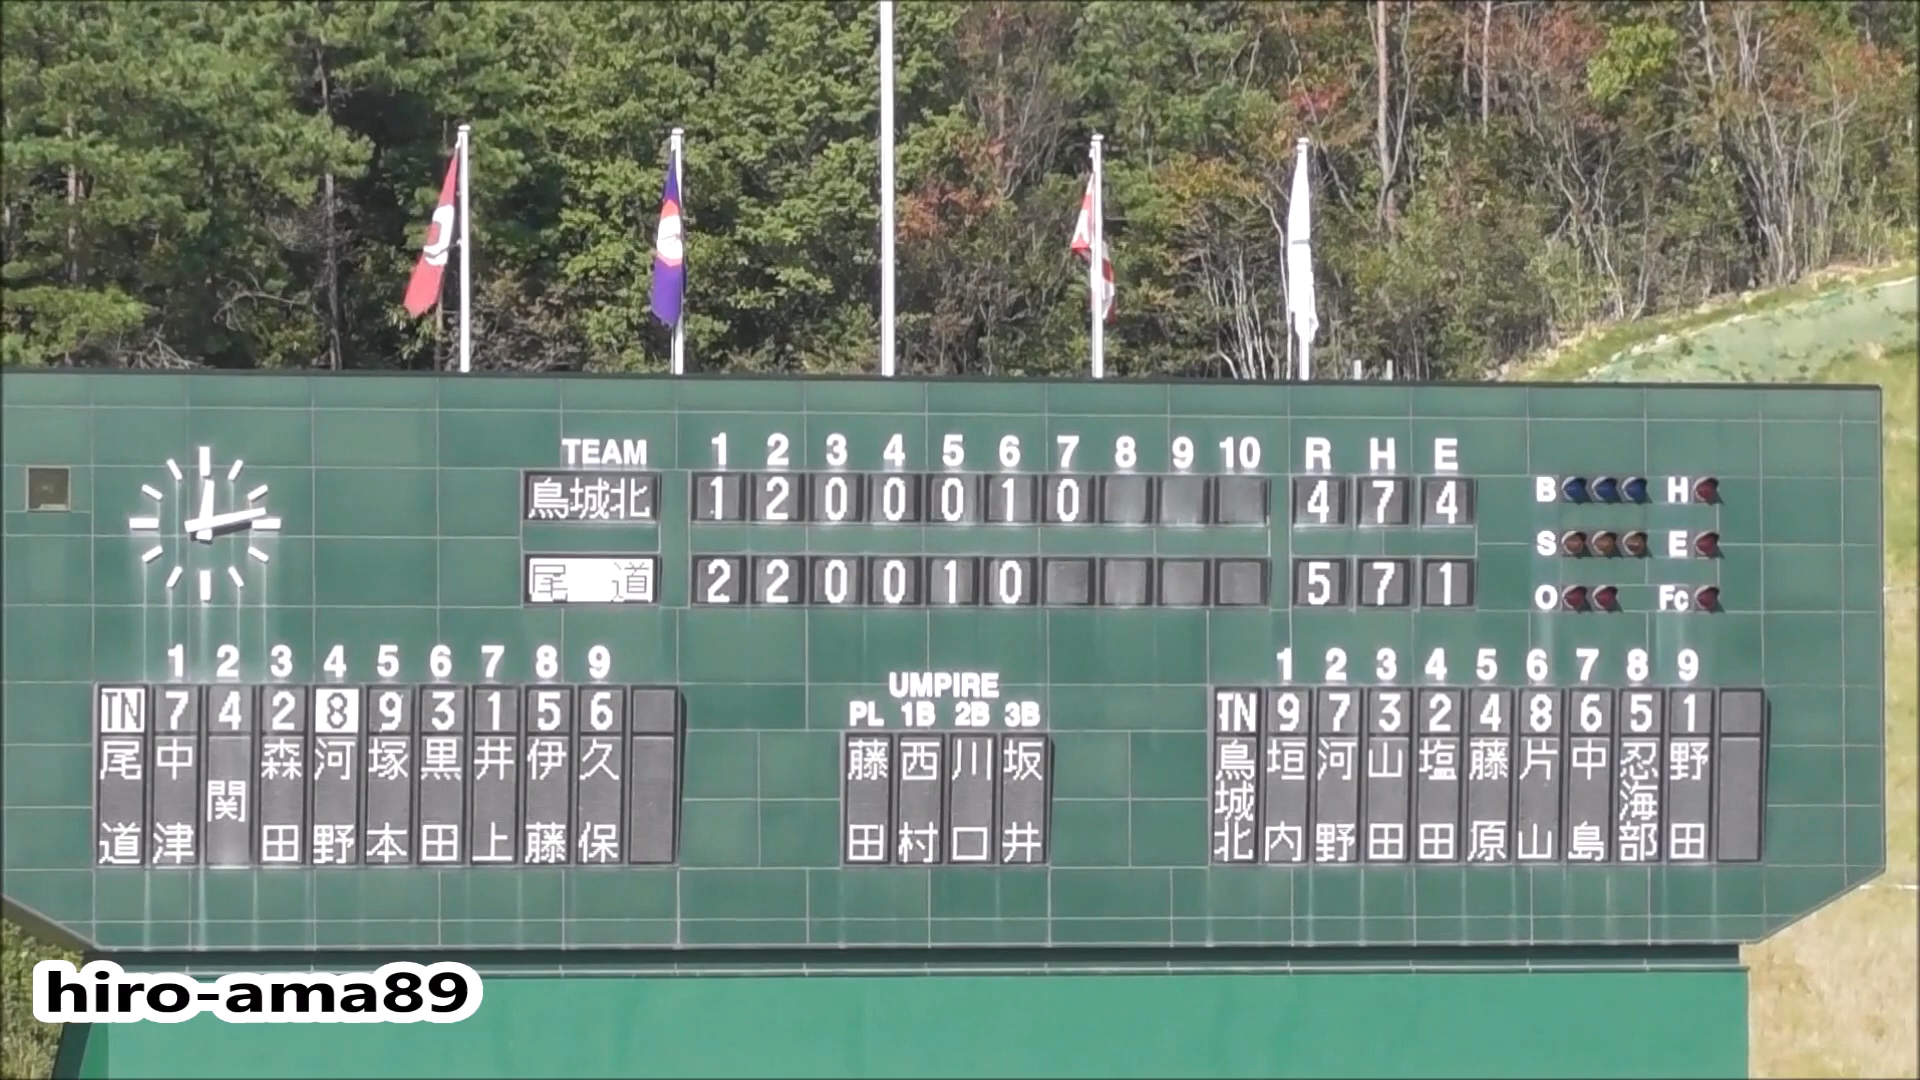 TEAM 1 2 3 4 5 6 7 8 9 10 R H E
鳥城北 1 2 0 0 0 1 0 4 7 4
尾道 2 2 0 0 1 0 5 7 1
B H
S E
O Fc
1 2 3 4 5 6 7 8 9
IN 7 4 2 8 9 3 1 5 6
尾道 中津 関 森田 河野 塚本 黒田 井上 伊藤 久保
UMPIRE
PL 1B 2B 3B
藤田 西村 川口 坂井
1 2 3 4 5 6 7 8 9
IN 9 7 3 2 4 8 6 5 1
鳥城北 垣内 河野 山田 塩田 藤原 片山 中島 忍海部 野田
hiro-ama89